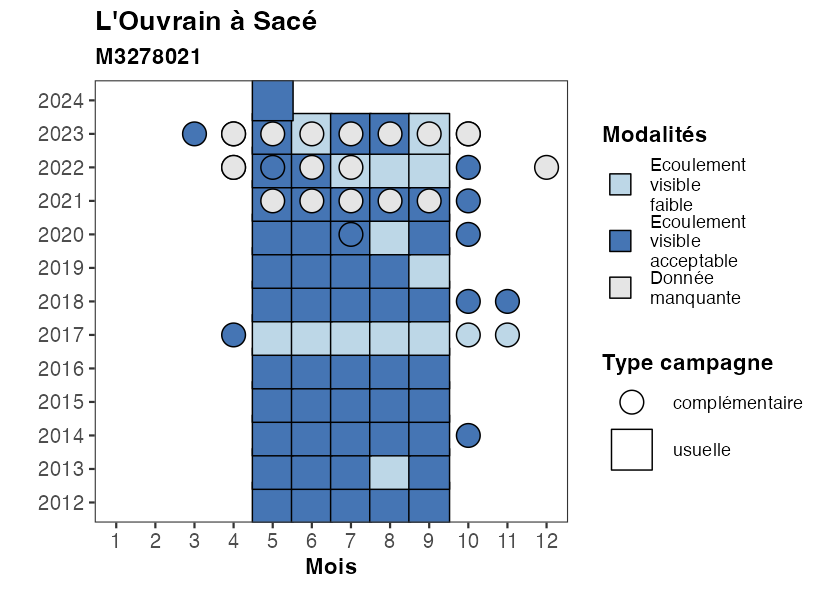 L'Ouvrain à Sacé
M3278021
2024
2023
2022
2021
2020
2019
2018
2017
2016
2015
2014
2013
2012
1 2 3 4 5 6 7 8 9 10 11 12
Mois
Modalités
Ecoulement
visible
faible
Ecoulement
visible
acceptable
Donnée
manquante
Type campagne
complémentaire
usuelle